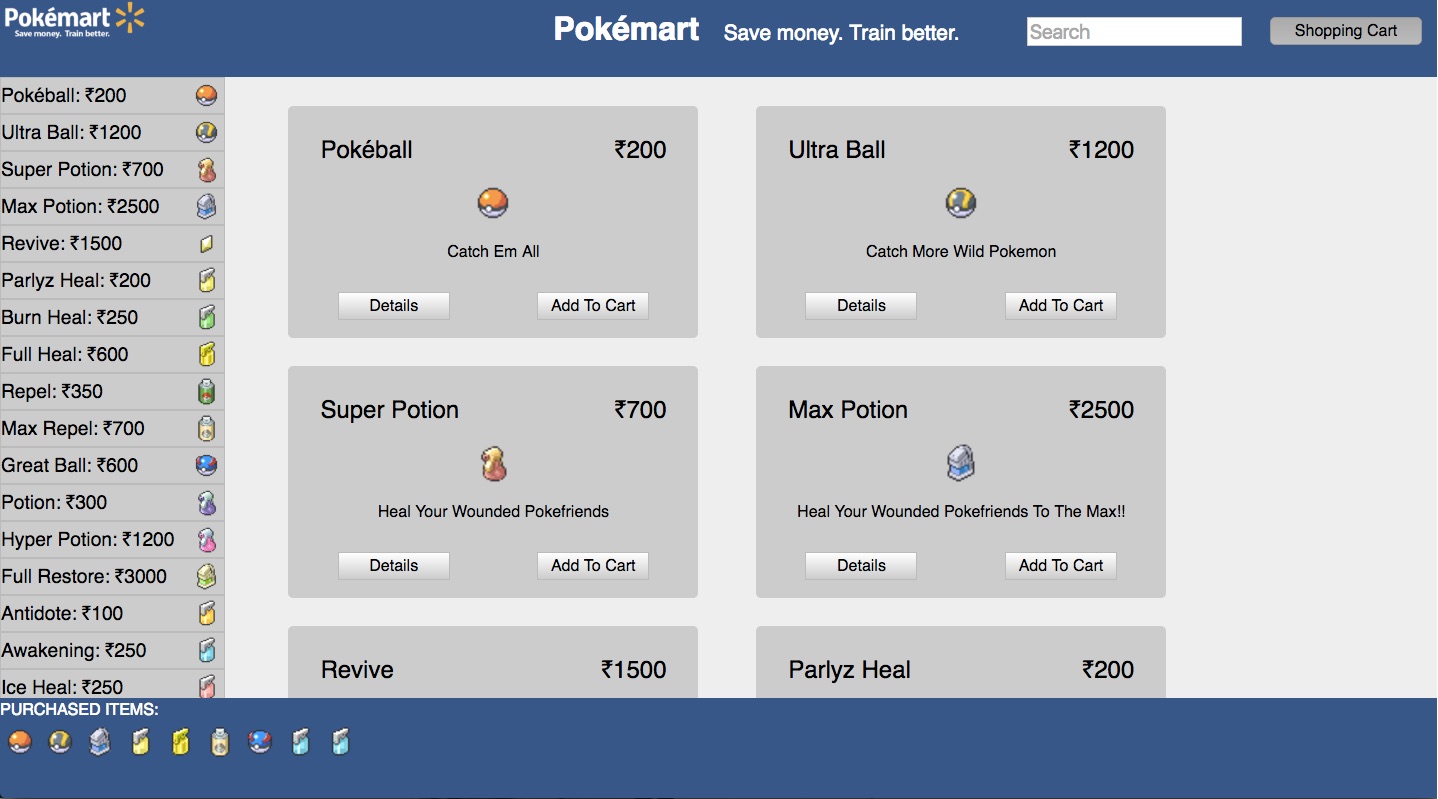 Pokémart
Save money. Train better.
Pokémart Save money. Train better. Search Shopping Cart
Pokéball: ₹200
Ultra Ball: ₹1200
Super Potion: ₹700
Max Potion: ₹2500
Revive: ₹1500
Parlyz Heal: ₹200
Burn Heal: ₹250
Full Heal: ₹600
Repel: ₹350
Max Repel: ₹700
Great Ball: ₹600
Potion: ₹300
Hyper Potion: ₹1200
Full Restore: ₹3000
Antidote: ₹100
Awakening: ₹250
Ice Heal: ₹250
Pokéball ₹200
Catch Em All
Details Add To Cart
Ultra Ball ₹1200
Catch More Wild Pokemon
Details Add To Cart
Super Potion ₹700
Heal Your Wounded Pokefriends
Details Add To Cart
Max Potion ₹2500
Heal Your Wounded Pokefriends To The Max!!
Details Add To Cart
Revive ₹1500
Parlyz Heal ₹200
PURCHASED ITEMS: